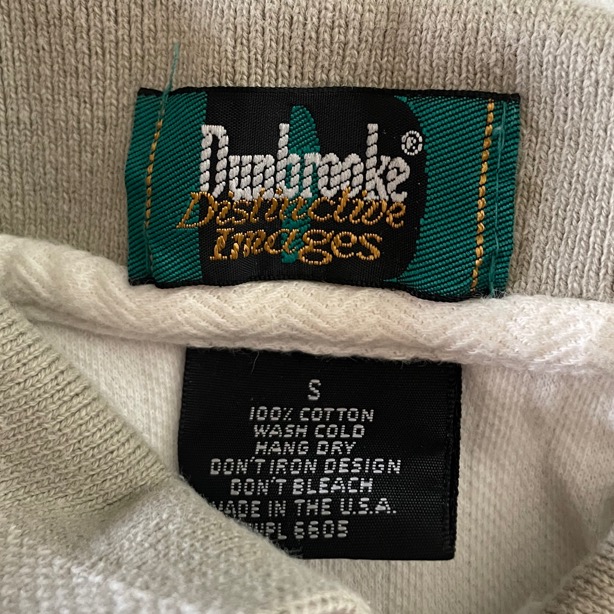 Dunbrooke®
Distinctive
Images
S
100% COTTON
WASH COLD
HANG DRY
DON'T IRON DESIGN
DON'T BLEACH
MADE IN THE U.S.A.
WPL 6605